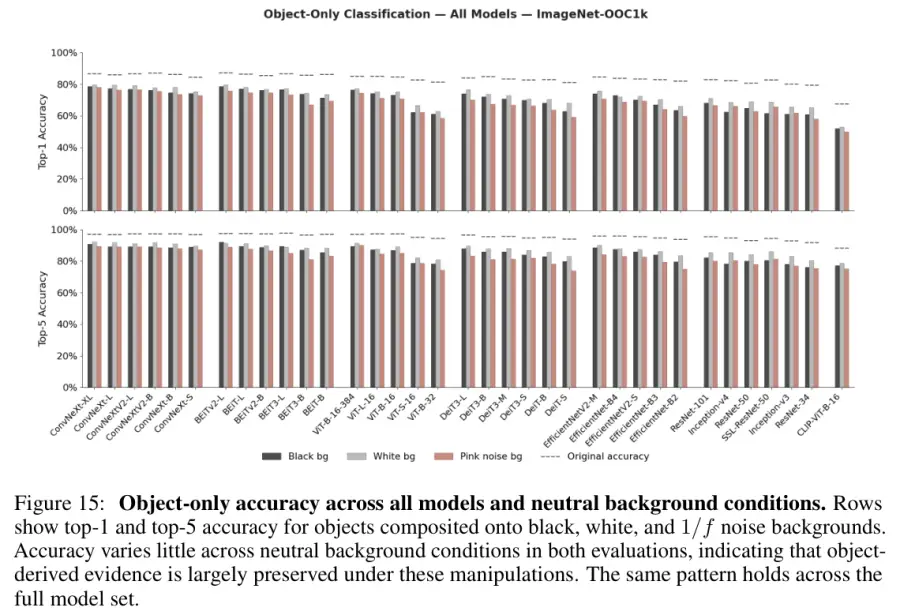 Object-Only Classification — All Models — ImageNet-OOC1k
100%
80%
60%
40%
20%
0%
Top-1 Accuracy
100%
80%
60%
40%
20%
0%
Top-5 Accuracy
ConvNeXt-XL
ConvNeXt-L
ConvNeXtV2-L
ConvNeXtV2-B
ConvNeXt-B
ConvNeXt-S
BEiTv2-L
BEiT-L
BEiTv2-B
BEiT3-L
BEiT3-B
BEiT-B
ViT-B-16-384
ViT-L-16
ViT-B-16
ViT-S-16
ViT-B-32
DeiT3-L
DeiT3-B
DeiT3-M
DeiT3-S
DeiT-B
DeiT-S
EfficientNetV2-M
EfficientNet-B4
EfficientNetV2-S
EfficientNet-B3
EfficientNet-B2
ResNet-101
Inception-v4
ResNet-50
SSL-ResNet-50
Inception-v3
ResNet-34
CLIP-ViT-B-16
Black bg White bg Pink noise bg Original accuracy
Figure 15: Object-only accuracy across all models and neutral background conditions. Rows
show top-1 and top-5 accuracy for objects composited onto black, white, and 1/f noise backgrounds.
Accuracy varies little across neutral background conditions in both evaluations, indicating that object-
derived evidence is largely preserved under these manipulations. The same pattern holds across the
full model set.